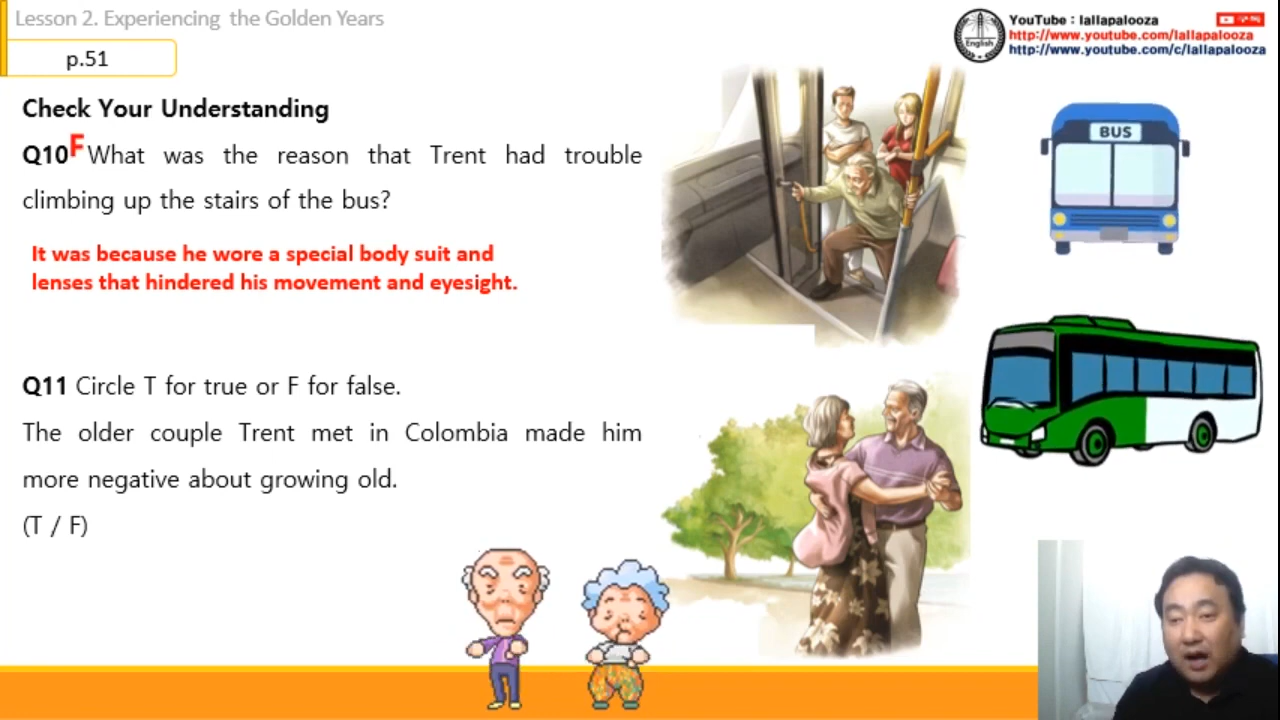 Lesson 2. Experiencing the Golden Years
YouTube : lallapalooza
http://www.youtube.com/lallapalooza
http://www.youtube.com/c/lallapalooza
English
p.51
Check Your Understanding
Q10 F What was the reason that Trent had trouble
climbing up the stairs of the bus?
It was because he wore a special body suit and
lenses that hindered his movement and eyesight.
BUS
Q11 Circle T for true or F for false.
The older couple Trent met in Colombia made him
more negative about growing old.
(T / F)